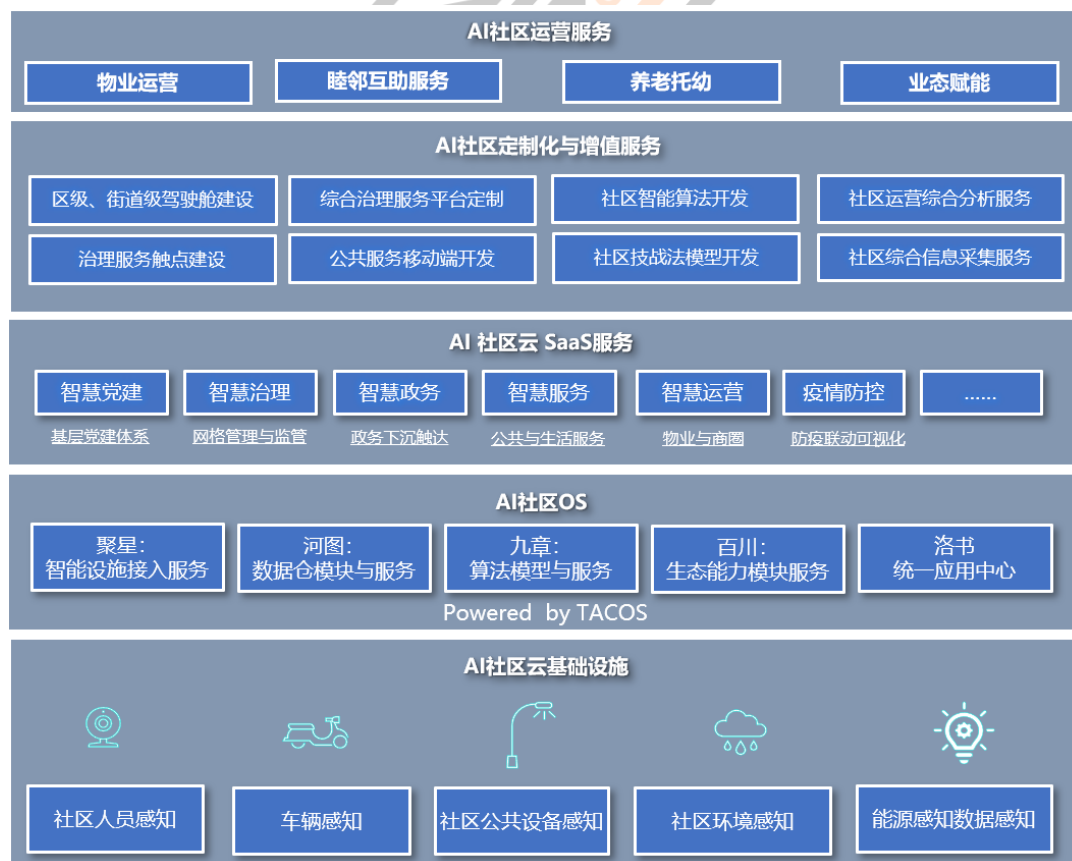 AI社区运营服务
物业运营
睦邻互助服务
养老托幼
业态赋能
AI社区定制化与增值服务
区级、街道级驾驶舱建设
综合治理服务平台定制
社区智能算法开发
社区运营综合分析服务
治理服务触点建设
公共服务移动端开发
社区技战法模型开发
社区综合信息采集服务
AI 社区云 SaaS服务
智慧党建
智慧治理
智慧政务
智慧服务
智慧运营
疫情防控
......
基层党建体系
网格管理与监管
政务下沉触达
公共与生活服务
物业与商圈
防疫联动可视化
AI社区OS
聚星：
智能设施接入服务
河图：
数据仓模块与服务
九章：
算法模型与服务
百川：
生态能力模块服务
洛书
统一应用中心
Powered by TACOS
AI社区云基础设施
社区人员感知
车辆感知
社区公共设备感知
社区环境感知
能源感知数据感知